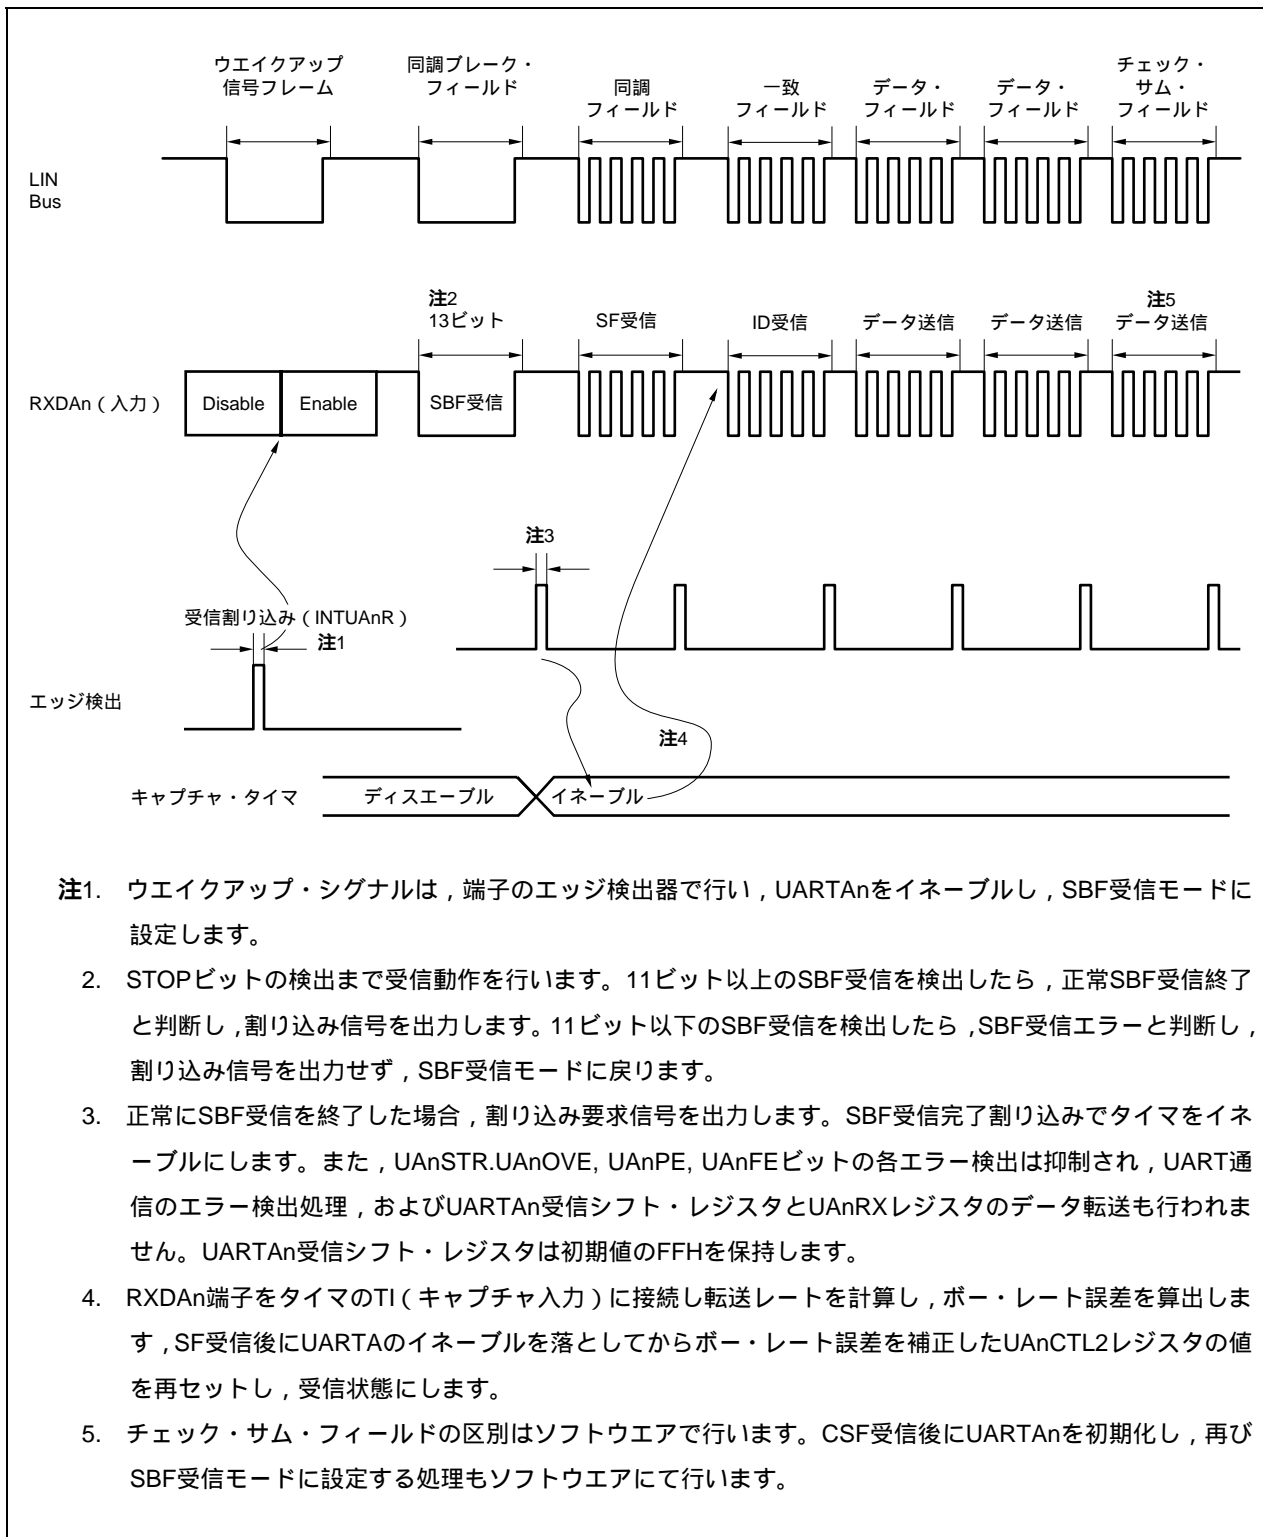 ウエイクアップ
信号フレーム
同調ブレーク・
フィールド
同調
フィールド
一致
フィールド
データ・
フィールド
データ・
フィールド
チェック・
サム・
フィールド
LIN
Bus
注2
13ビット
SF受信
ID受信
データ送信
データ送信
注5
データ送信
RXDAn（入力）
Disable
Enable
SBF受信
注3
受信割り込み（INTUAnR）
注1
エッジ検出
注4
キャプチャ・タイマ
ディスエーブル
イネーブル
注1. ウエイクアップ・シグナルは，端子のエッジ検出器で行い，UARTAnをイネーブルし，SBF受信モードに
設定します。
2. STOPビットの検出まで受信動作を行います。11ビット以上のSBF受信を検出したら，正常SBF受信終了
と判断し，割り込み信号を出力します。11ビット以下のSBF受信を検出したら，SBF受信エラーと判断し，
割り込み信号を出力せず，SBF受信モードに戻ります。
3. 正常にSBF受信を終了した場合，割り込み要求信号を出力します。SBF受信完了割り込みでタイマをイネ
ーブルにします。また，UAnSTR.UAnOVE, UAnPE, UAnFEビットの各エラー検出は抑制され，UART通
信のエラー検出処理，およびUARTAn受信シフト・レジスタとUAnRXレジスタのデータ転送も行われま
せん。UARTAn受信シフト・レジスタは初期値のFFHを保持します。
4. RXDAn端子をタイマのTI（キャプチャ入力）に接続し転送レートを計算し，ボー・レート誤差を算出しま
す，SF受信後にUARTAのイネーブルを落としてからボー・レート誤差を補正したUAnCTL2レジスタの値
を再セットし，受信状態にします。
5. チェック・サム・フィールドの区別はソフトウエアで行います。CSF受信後にUARTAnを初期化し，再び
SBF受信モードに設定する処理もソフトウエアにて行います。